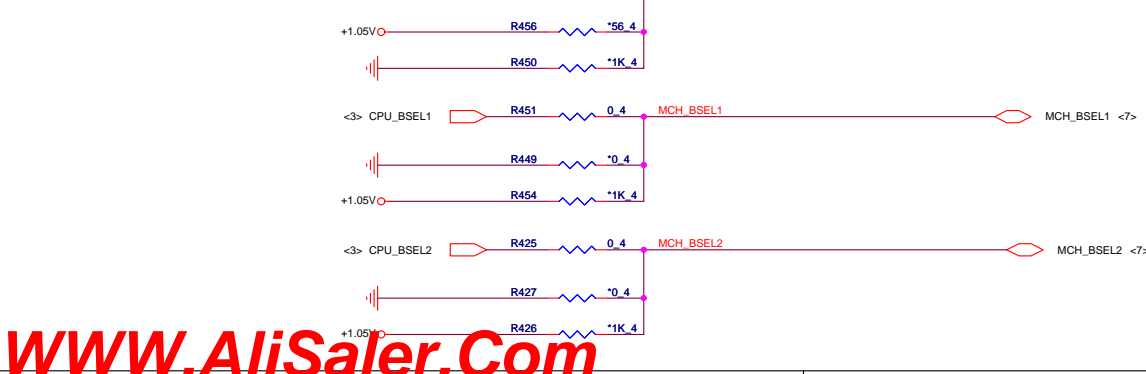 +1.05V R456 *56_4
R450 *1K_4
<3> CPU_BSEL1 R451 0_4 MCH_BSEL1 MCH_BSEL1 <7>
R449 *0_4
+1.05V R454 *1K_4
<3> CPU_BSEL2 R425 0_4 MCH_BSEL2 MCH_BSEL2 <7>
R427 *0_4
+1.05V R426 *1K_4
WWW.AliSaler.Com